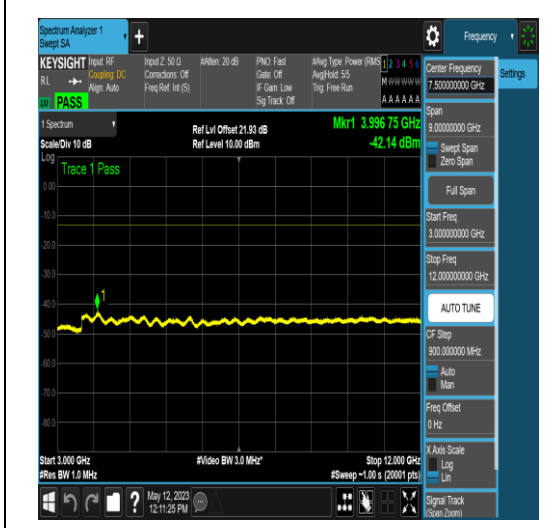 Spectrum Analyzer 1
Swept SA
Frequency
KEYSIGHT
Input: RF
Coupling: DC
Align: Auto
Input Z: 50 Ω
Corrections: Off
Freq Ref: Int (S)
#Atten: 20 dB
PNO: Fast
Gate: Off
IF Gain: Low
Sig Track: Off
#Avg Type: Power (RMS
Avg|Hold: 5/5
Trig: Free Run
1 2 3 4 5 6
M W W W W W
A A A A A A
R L
PASS
1 Spectrum
Scale/Div 10 dB
Ref Lvl Offset 21.93 dB
Ref Level 10.00 dBm
Mkr1 3.996 75 GHz
-42.14 dBm
Log
Trace 1 Pass
0.00
-10.0
-20.0
-30.0
-40.0
-50.0
-60.0
-70.0
-80.0
1
Start 3.000 GHz
#Res BW 1.0 MHz
#Video BW 3.0 MHz*
Stop 12.000 GHz
#Sweep ~1.00 s (20001 pts)
Center Frequency
7.500000000 GHz
Settings
Span
9.00000000 GHz
Swept Span
Zero Span
Full Span
Start Freq
3.000000000 GHz
Stop Freq
12.000000000 GHz
AUTO TUNE
CF Step
900.000000 MHz
Auto
Man
Freq Offset
0 Hz
X Axis Scale
Log
Lin
Signal Track
(Span Zoom)
May 12, 2023
12:11:25 PM